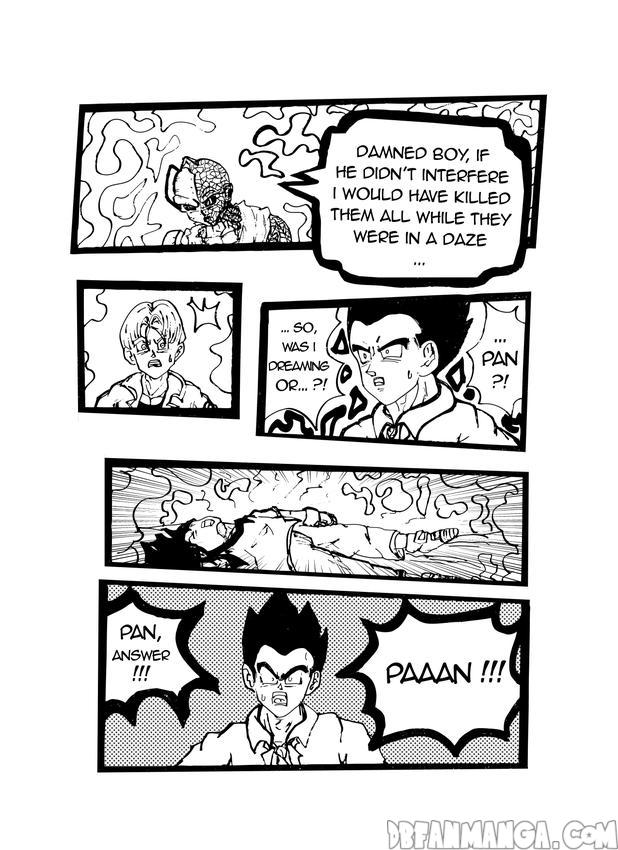 DAMNED BOY, IF
HE DIDN'T INTERFERE
I WOULD HAVE KILLED
THEM ALL WHILE THEY
WERE IN A DAZE
...
... SO,
WAS I
DREAMING
OR... ?!
...
PAN
?!
PAN,
ANSWER
!!!
PAAAN !!!
DBFANMANGA.COM